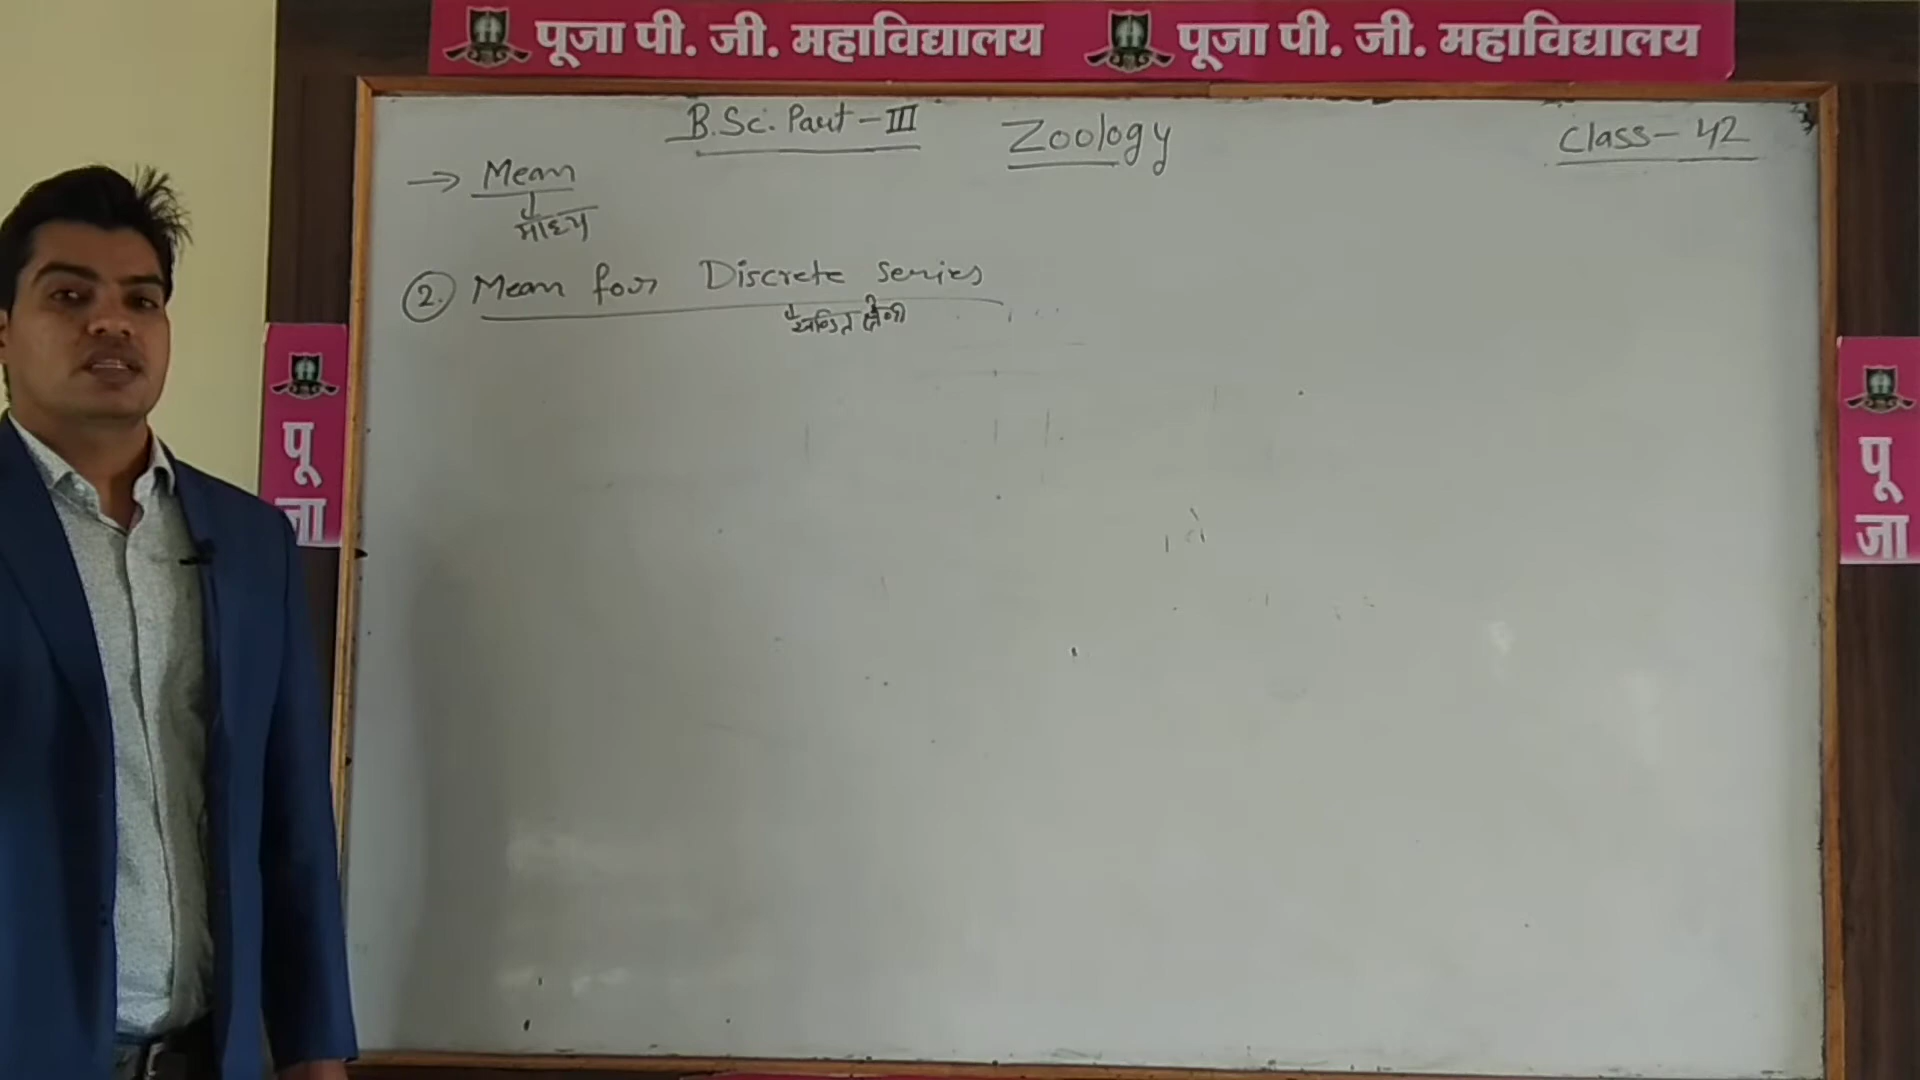 पूजा पी. जी. महाविद्यालय पूजा पी. जी. महाविद्यालय
B.Sc. Part-III Zoology Class-42
→ Mean
माध्य
2. Mean for Discrete series
खण्डित श्रेणी
पू
जा
पू
जा